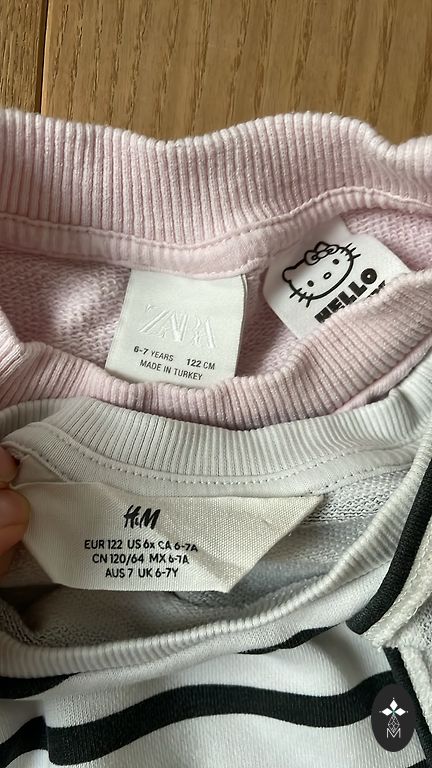 ZARA
6-7 YEARS 122 CM
MADE IN TURKEY
HELLO
H&M
EUR 122 US 6x CA 6-7A
CN 120/64 MX 6-7A
AUS 7 UK 6-7Y
M